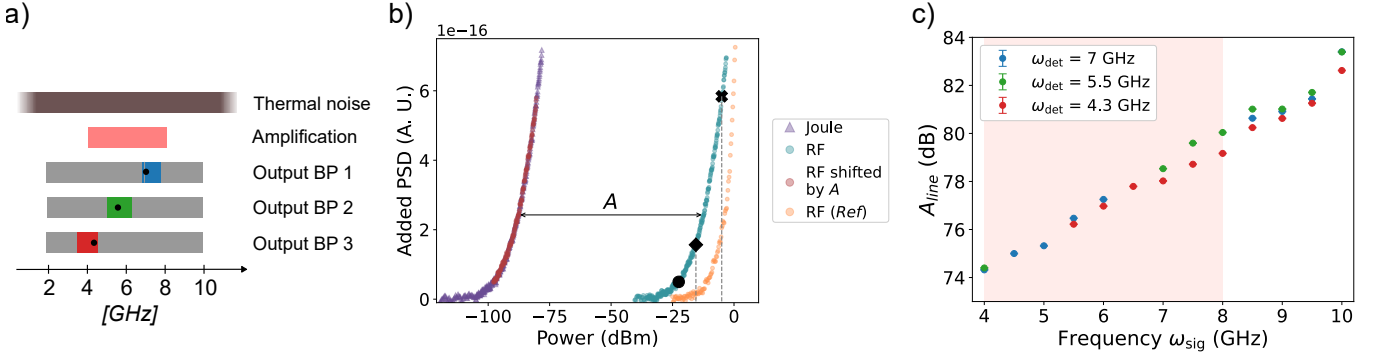 a)
Thermal noise
Amplification
Output BP 1
Output BP 2
Output BP 3
2 4 6 8 10
[GHz]
b)
1e−16
Added PSD (A. U.)
6
4
2
0
A
−100 −75 −50 −25 0
Power (dBm)
Joule
RF
RF shifted
by A
RF (Ref)
c)
A_line (dB)
84
82
80
78
76
74
ω_det = 7 GHz
ω_det = 5.5 GHz
ω_det = 4.3 GHz
4 5 6 7 8 9 10
Frequency ω_sig (GHz)